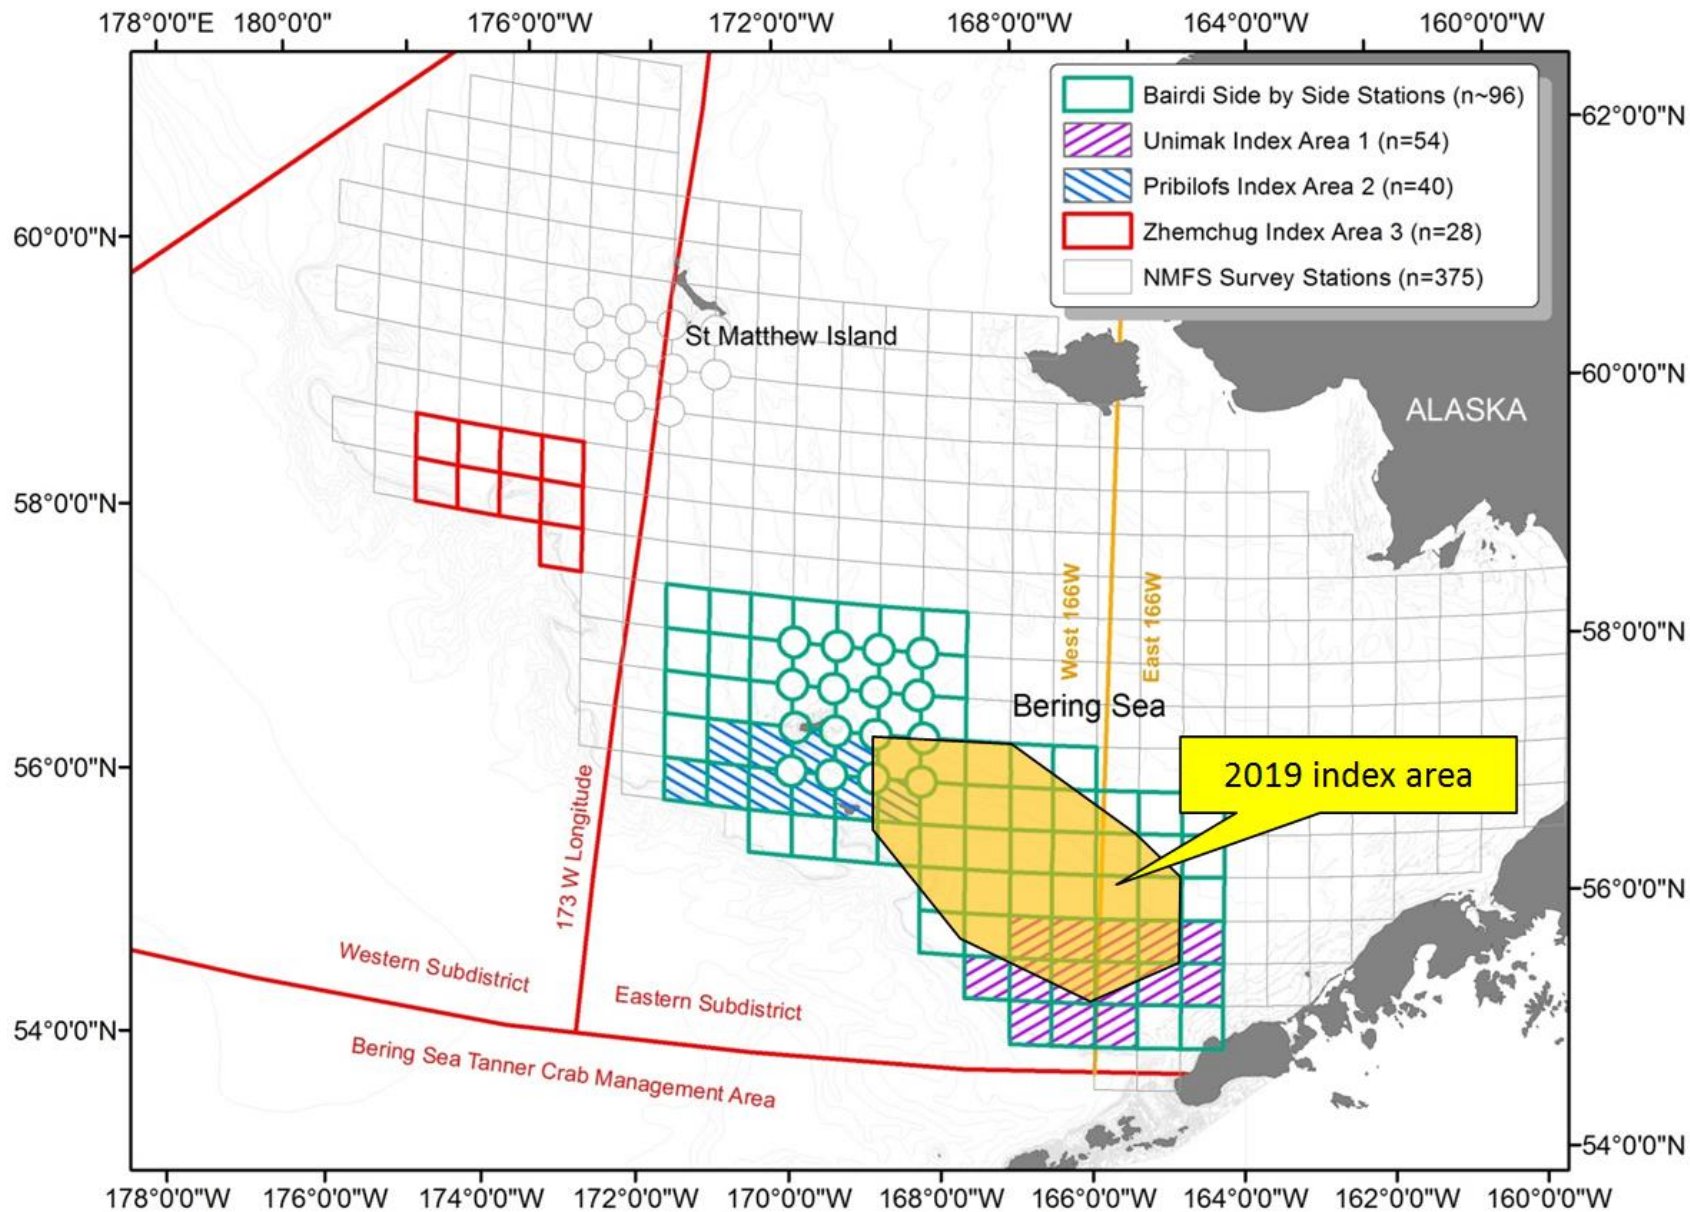 178°0'0"E 180°0'0" 176°0'0"W 172°0'0"W 168°0'0"W 164°0'0"W 160°0'0"W
Bairdi Side by Side Stations (n~96)
Unimak Index Area 1 (n=54)
Pribilofs Index Area 2 (n=40)
Zhemchug Index Area 3 (n=28)
NMFS Survey Stations (n=375)
62°0'0"N
60°0'0"N
St Matthew Island
60°0'0"N
ALASKA
58°0'0"N
West 166W
East 166W
58°0'0"N
Bering Sea
56°0'0"N
2019 index area
173 W Longitude
56°0'0"N
Western Subdistrict
Eastern Subdistrict
54°0'0"N
Bering Sea Tanner Crab Management Area
54°0'0"N
178°0'0"W 176°0'0"W 174°0'0"W 172°0'0"W 170°0'0"W 168°0'0"W 166°0'0"W 164°0'0"W 162°0'0"W 160°0'0"W